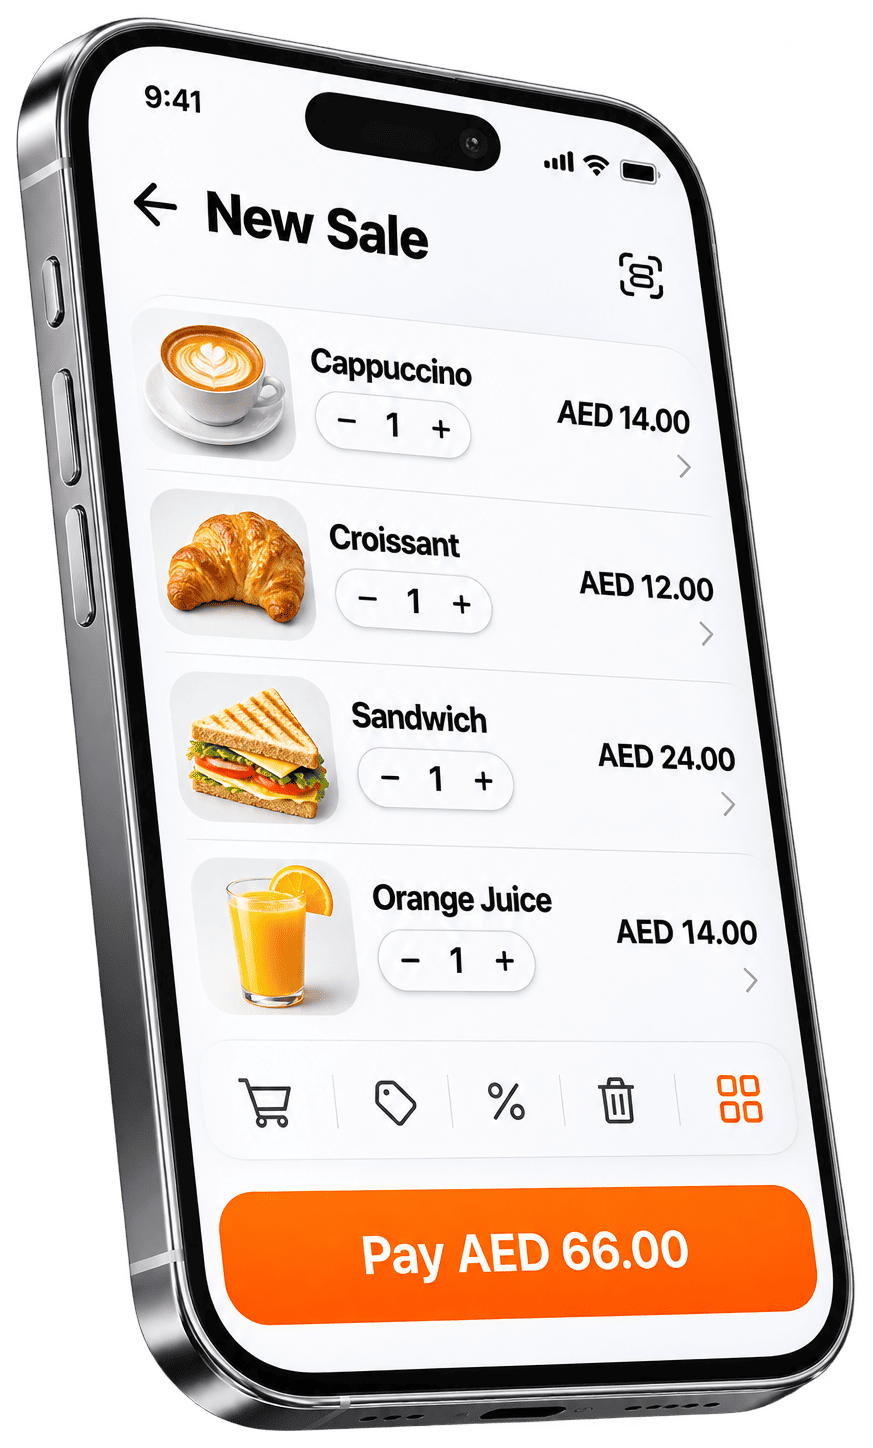 9:41
New Sale
Cappuccino
− 1 +
AED 14.00
Croissant
− 1 +
AED 12.00
Sandwich
− 1 +
AED 24.00
Orange Juice
− 1 +
AED 14.00
%
Pay AED 66.00